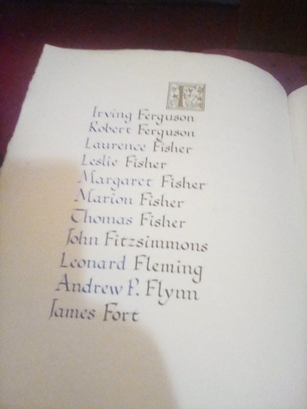 F
Irving Ferguson
Robert Ferguson
Laurence Fisher
Leslie Fisher
Margaret Fisher
Marion Fisher
Thomas Fisher
John Fitzsimmons
Leonard Fleming
Andrew P. Flynn
James Fort